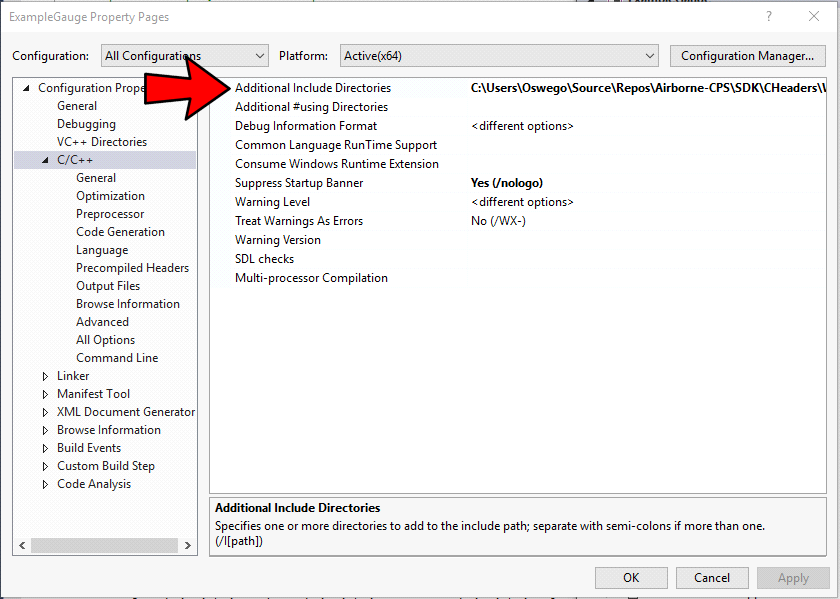 ExampleGauge Property Pages
Configuration: All Configurations Platform: Active(x64) Configuration Manager...
Configuration
General
Debugging
VC++ Directories
C/C++
General
Optimization
Preprocessor
Code Generation
Language
Precompiled Headers
Output Files
Browse Information
Advanced
All Options
Command Line
Linker
Manifest Tool
XML Document Generator
Browse Information
Build Events
Custom Build Step
Code Analysis
Additional Include Directories C:\Users\Oswego\Source\Repos\Airborne-CPS\SDK\CHeaders\
Additional #using Directories
Debug Information Format <different options>
Common Language RunTime Support
Consume Windows Runtime Extension
Suppress Startup Banner Yes (/nologo)
Warning Level <different options>
Treat Warnings As Errors No (/WX-)
Warning Version
SDL checks
Multi-processor Compilation
Additional Include Directories
Specifies one or more directories to add to the include path; separate with semi-colons if more than one.
(/I[path])
OK Cancel Apply